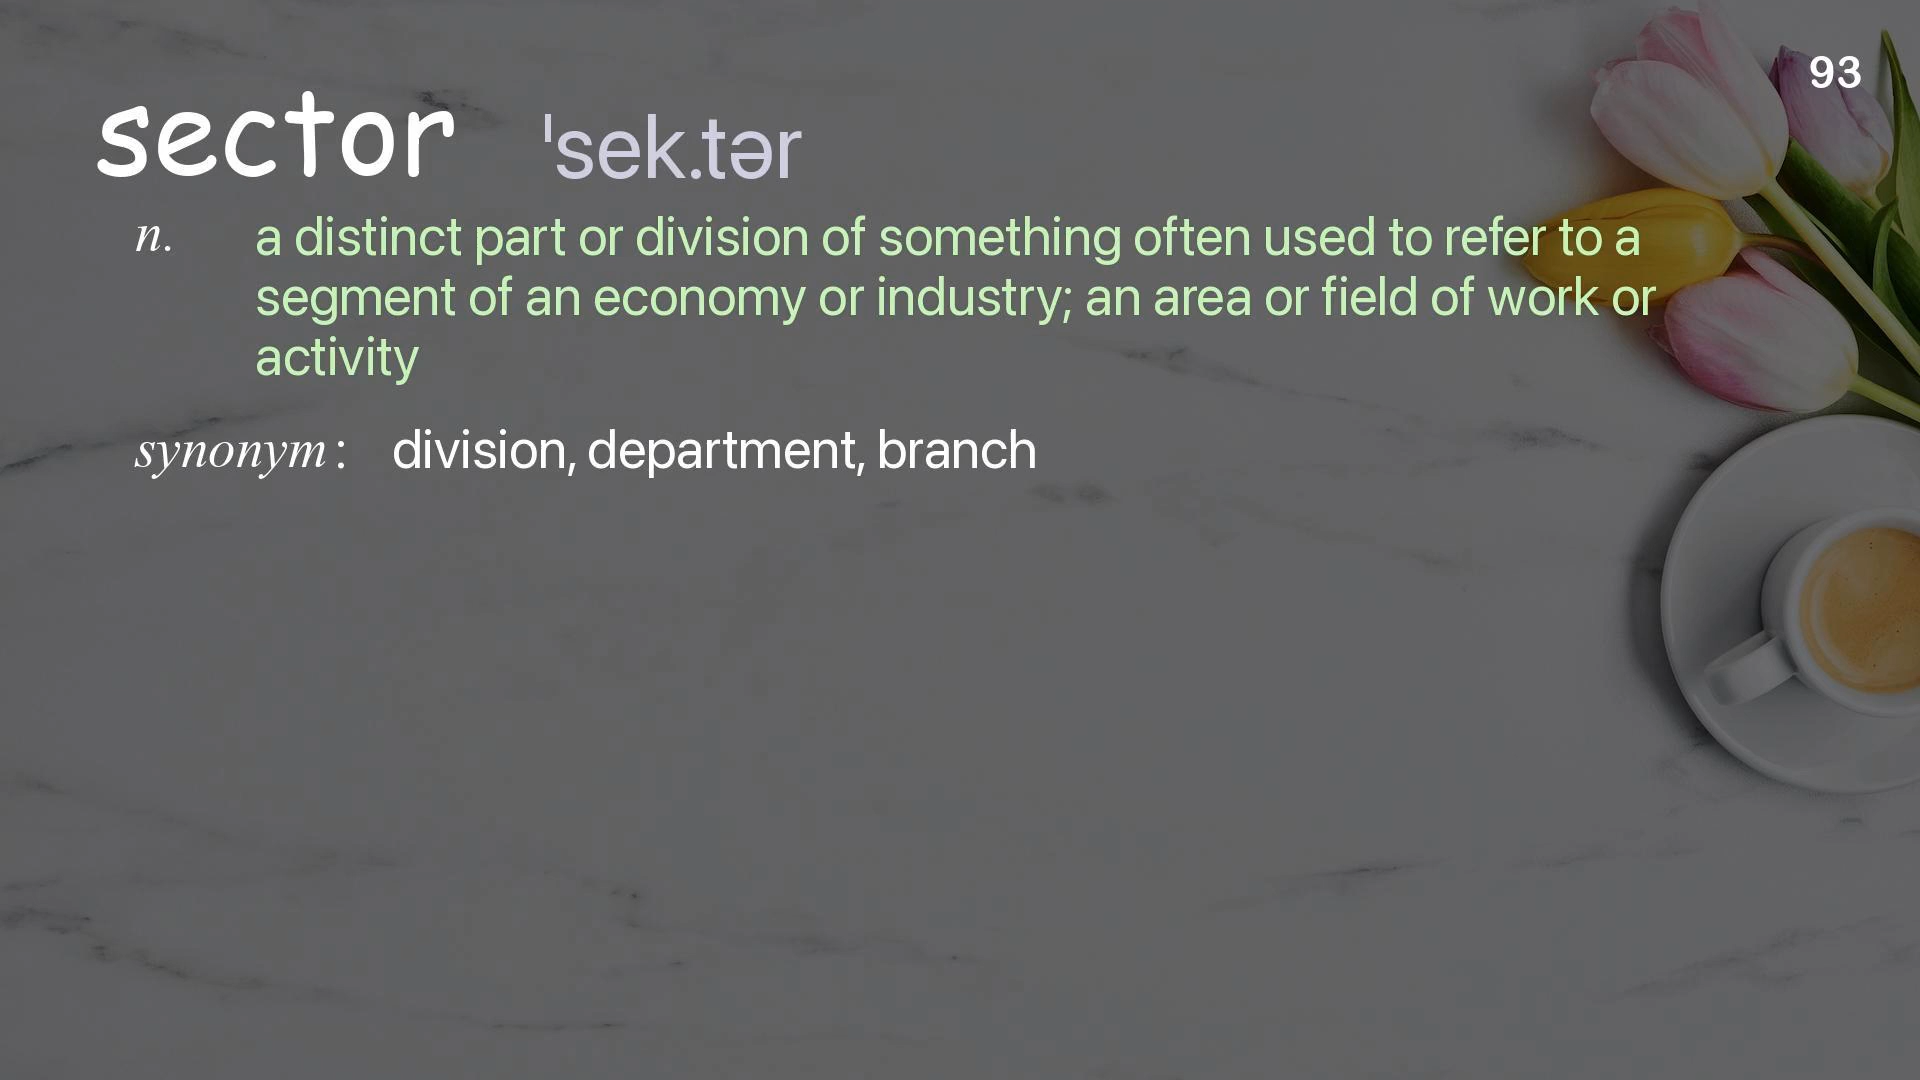 93
sector ˈsek.tər
n. a distinct part or division of something often used to refer to a
segment of an economy or industry; an area or field of work or
activity
synonym : division, department, branch